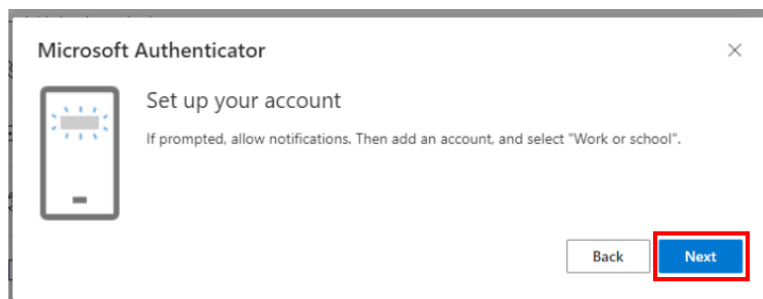 Microsoft Authenticator
Set up your account
If prompted, allow notifications. Then add an account, and select "Work or school".
Back
Next